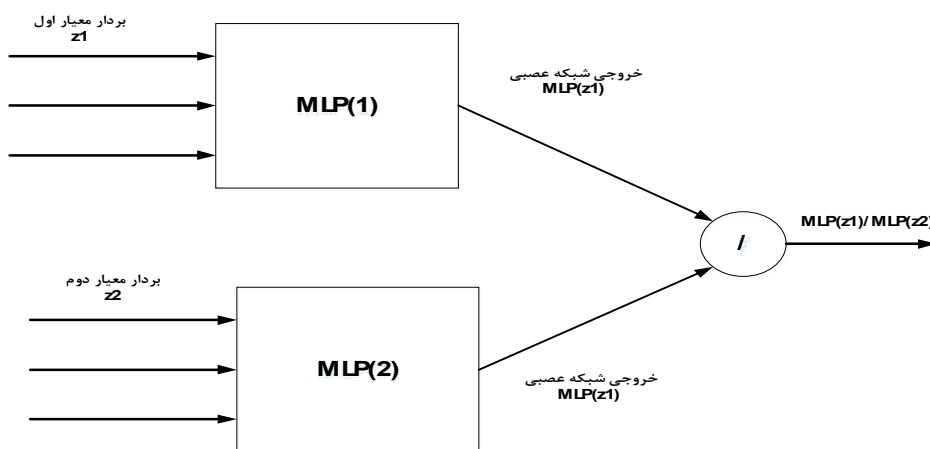 بردار معیار اول
z1
MLP(1)
خروجی شبکه عصبی
MLP(z1)
/
MLP(z1)/MLP(z2)
بردار معیار دوم
z2
MLP(2)
خروجی شبکه عصبی
MLP(z1)